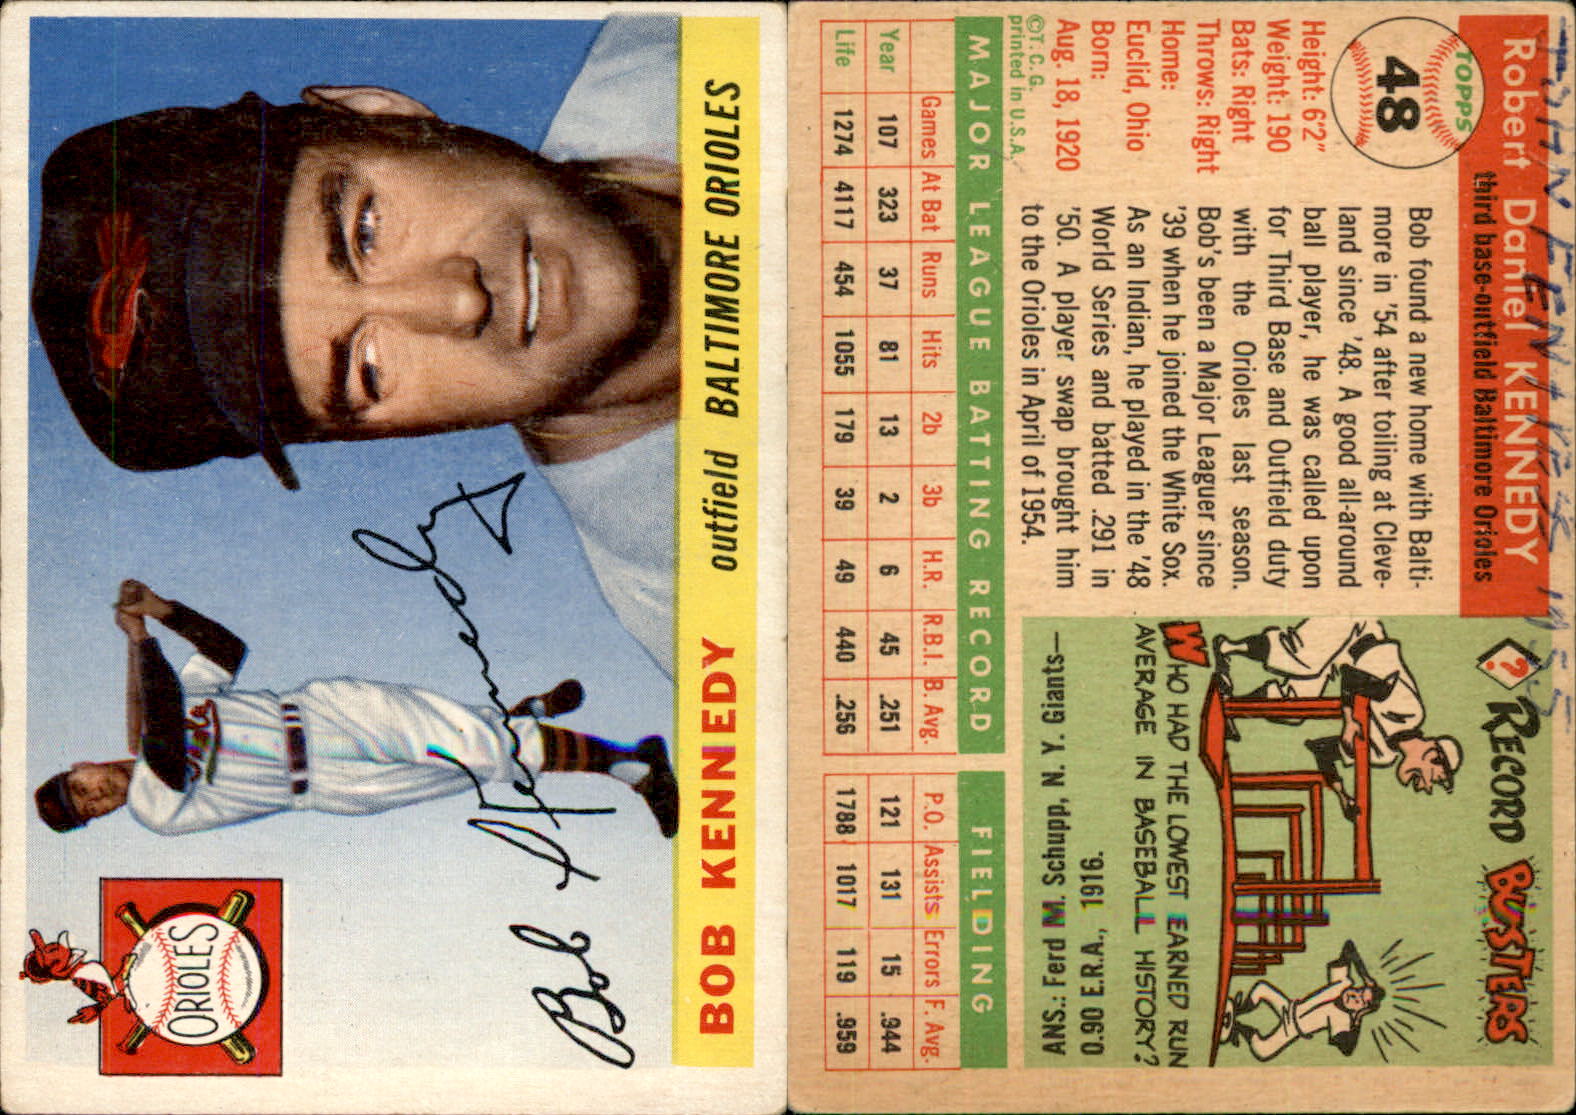 BOB KENNEDY outfield BALTIMORE ORIOLES
Bob Kennedy
ORIOLES
TOPPS
48
Robert Daniel KENNEDY
third base-outfield Baltimore Orioles
Height: 6'2"
Weight: 190
Bats: Right
Throws: Right
Home:
Euclid, Ohio
Born:
Aug. 18, 1920
©T. C. G.
printed in U.S.A.
Bob found a new home with Balti-
more in '54 after toiling at Cleve-
land since '48. A good all-around
ball player, he was called upon
for Third Base and Outfield duty
with the Orioles last season.
Bob's been a Major Leaguer since
'39 when he joined the White Sox.
As an Indian, he played in the '48
World Series and batted .291 in
'50. A player swap brought him
to the Orioles in April of 1954.
? RECORD BUSTERS
WHO HAD THE LOWEST EARNED RUN
AVERAGE IN BASEBALL HISTORY?
ANS.: Ferd M. Schupp, N. Y. Giants—
0.90 E.R.A., 1916.
MAJOR LEAGUE BATTING RECORD FIELDING
Games At Bat Runs Hits 2b 3b H.R. R.B.I. B. Avg. P.O. Assists Errors F. Avg.
Year 107 323 37 81 13 2 6 45 .251 121 131 15 .944
Life 1274 4117 454 1055 179 39 49 440 .256 1788 1017 119 .959